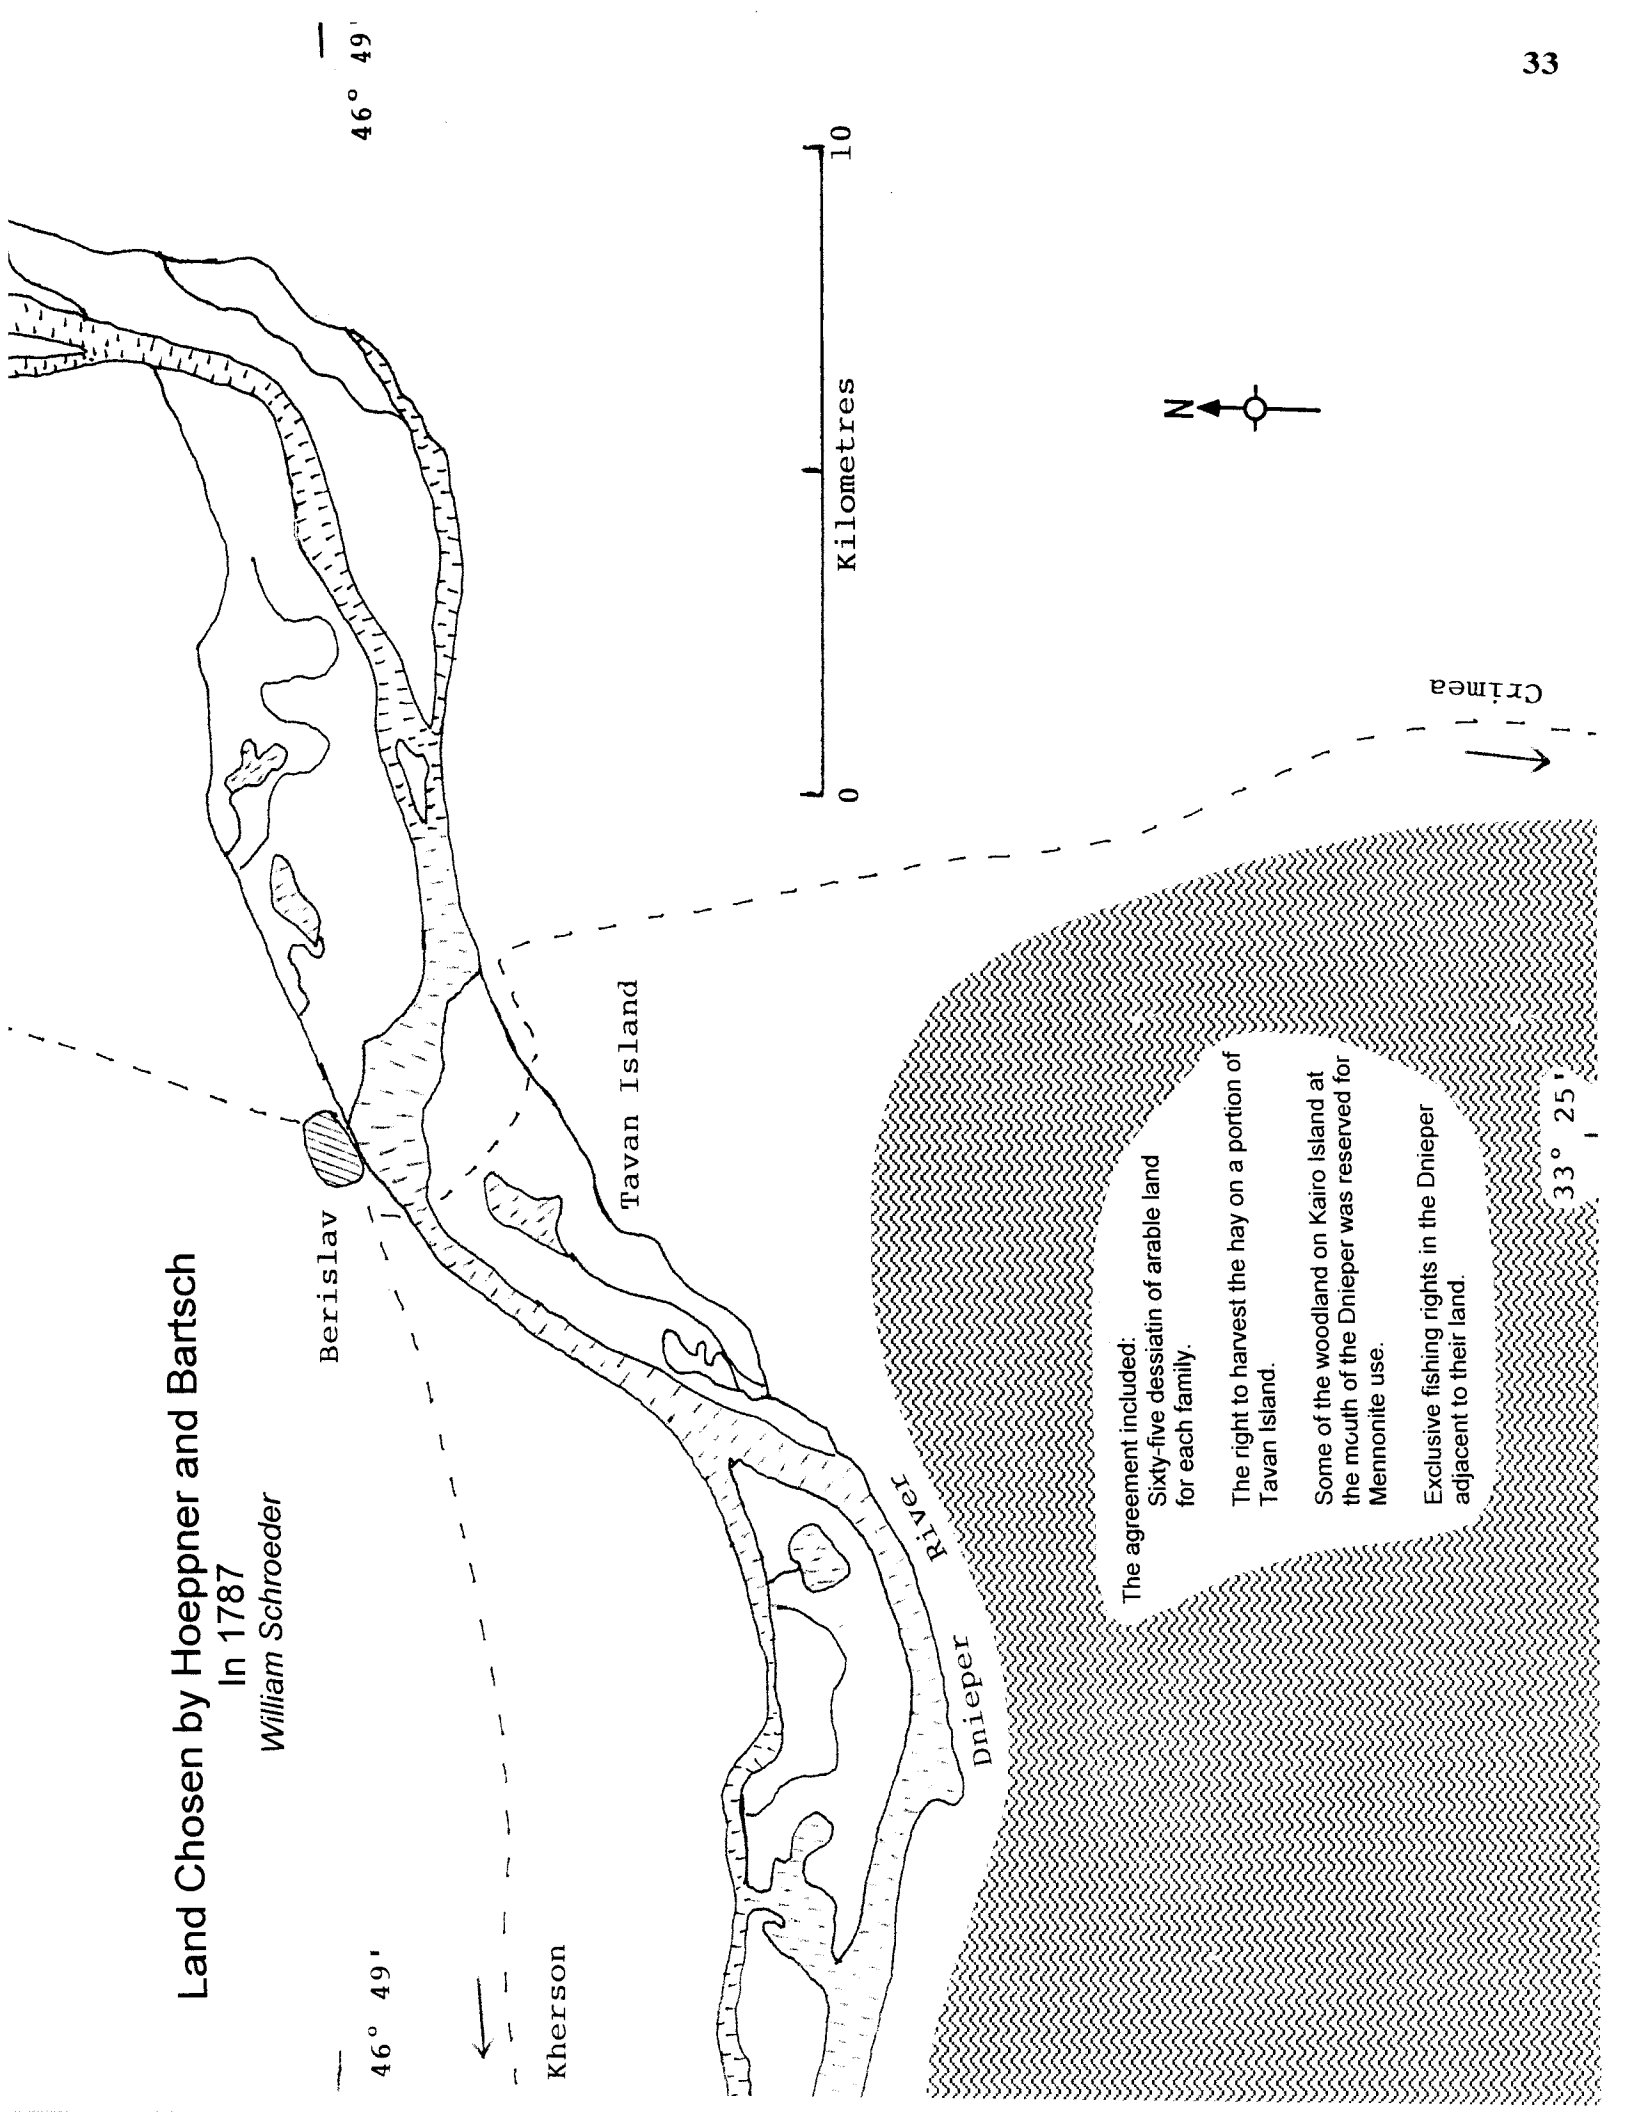 33
Land Chosen by Hoeppner and Bartsch
In 1787
William Schroeder
46° 49'
46° 49'
Berislav
Kherson
Tavan Island
Dnieper River
0 10
Kilometres
N
Crimea
The agreement included:
Sixty-five dessiatin of arable land
for each family.
The right to harvest the hay on a portion of
Tavan Island.
Some of the woodland on Kairo Island at
the mouth of the Dnieper was reserved for
Mennonite use.
Exclusive fishing rights in the Dnieper
adjacent to their land.
33° 25'